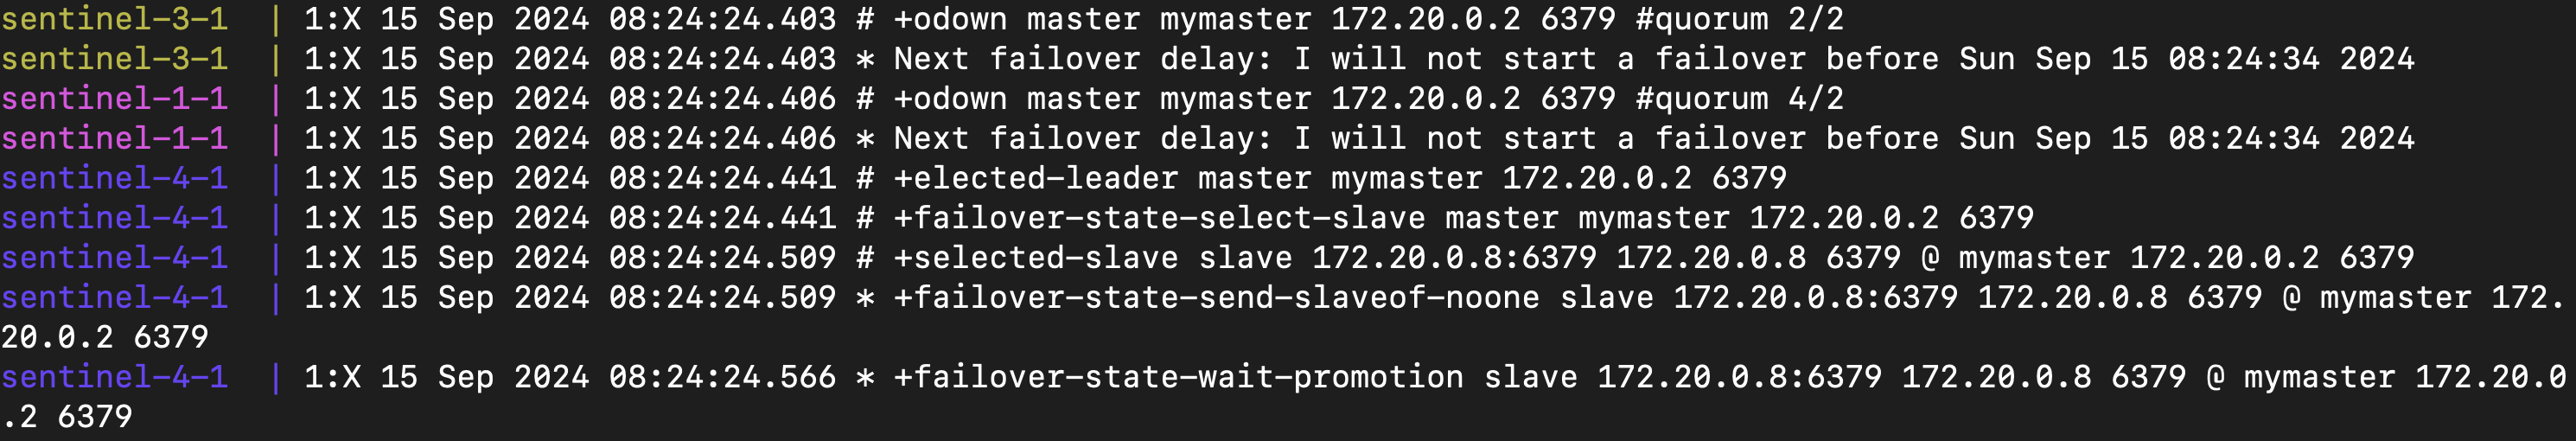 sentinel-3-1  | 1:X 15 Sep 2024 08:24:24.403 # +odown master mymaster 172.20.0.2 6379 #quorum 2/2
sentinel-3-1  | 1:X 15 Sep 2024 08:24:24.403 * Next failover delay: I will not start a failover before Sun Sep 15 08:24:34 2024
sentinel-1-1  | 1:X 15 Sep 2024 08:24:24.406 # +odown master mymaster 172.20.0.2 6379 #quorum 4/2
sentinel-1-1  | 1:X 15 Sep 2024 08:24:24.406 * Next failover delay: I will not start a failover before Sun Sep 15 08:24:34 2024
sentinel-4-1  | 1:X 15 Sep 2024 08:24:24.441 # +elected-leader master mymaster 172.20.0.2 6379
sentinel-4-1  | 1:X 15 Sep 2024 08:24:24.441 # +failover-state-select-slave master mymaster 172.20.0.2 6379
sentinel-4-1  | 1:X 15 Sep 2024 08:24:24.509 # +selected-slave slave 172.20.0.8:6379 172.20.0.8 6379 @ mymaster 172.20.0.2 6379
sentinel-4-1  | 1:X 15 Sep 2024 08:24:24.509 * +failover-state-send-slaveof-noone slave 172.20.0.8:6379 172.20.0.8 6379 @ mymaster 172.
20.0.2 6379
sentinel-4-1  | 1:X 15 Sep 2024 08:24:24.566 * +failover-state-wait-promotion slave 172.20.0.8:6379 172.20.0.8 6379 @ mymaster 172.20.0
.2 6379